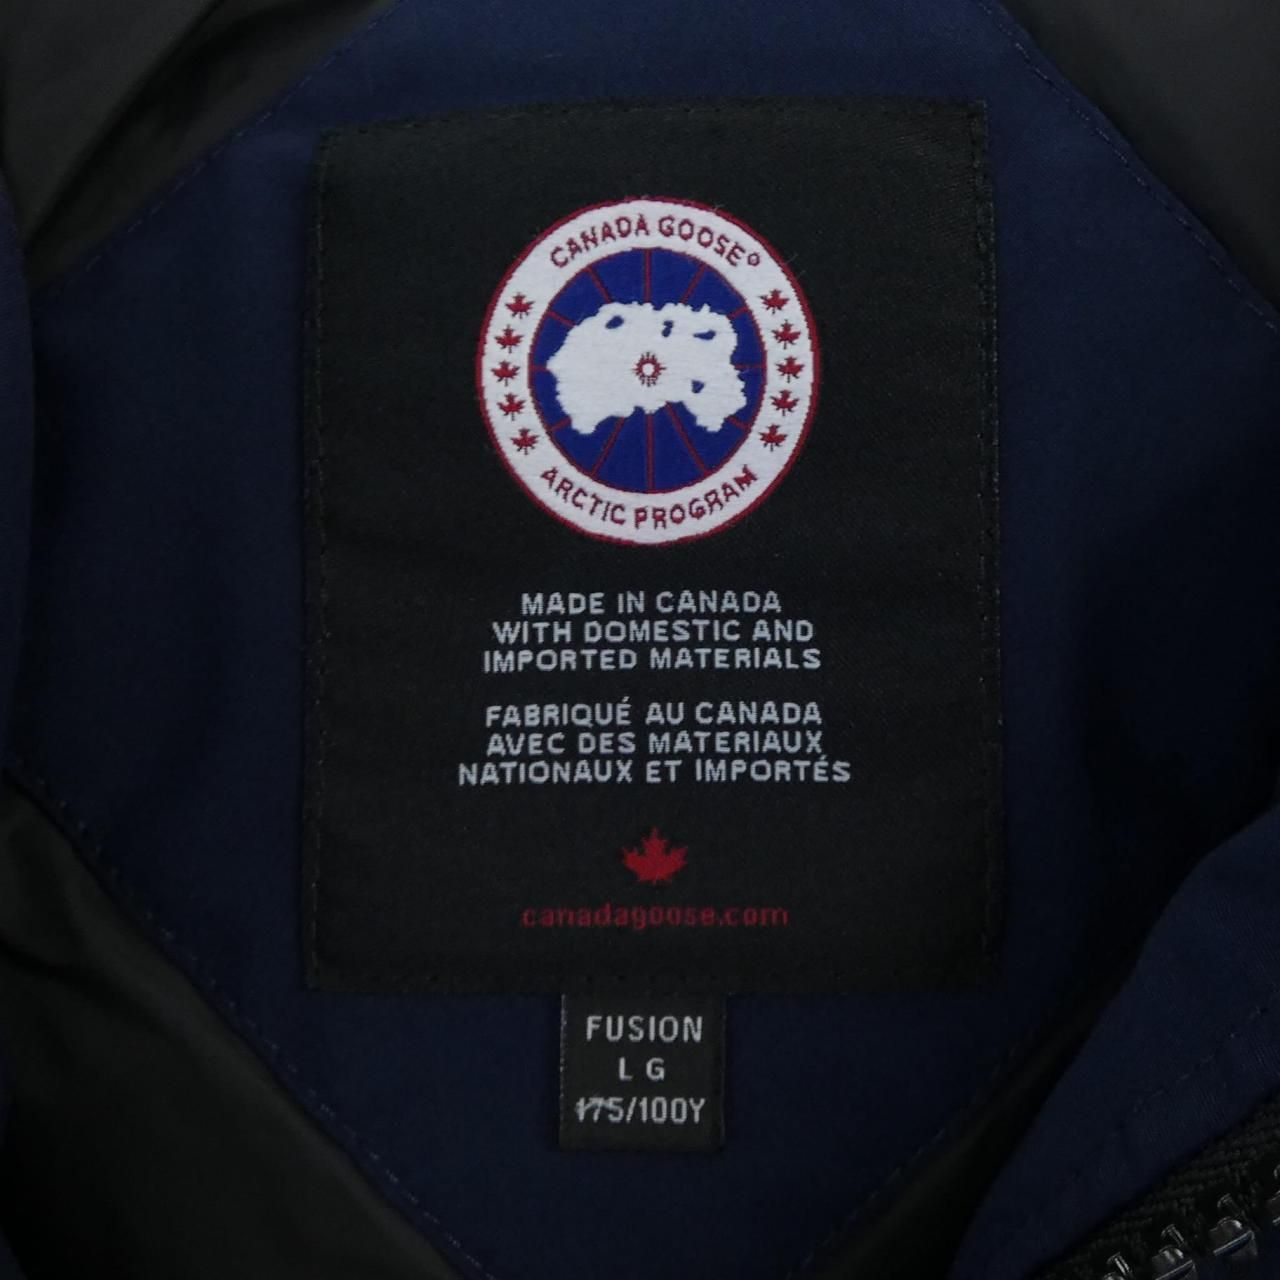 CANADA GOOSE®
ARCTIC PROGRAM
MADE IN CANADA
WITH DOMESTIC AND
IMPORTED MATERIALS
FABRIQUÉ AU CANADA
AVEC DES MATERIAUX
NATIONAUX ET IMPORTÉS
canadagoose.com
FUSION
L G
175/100Y